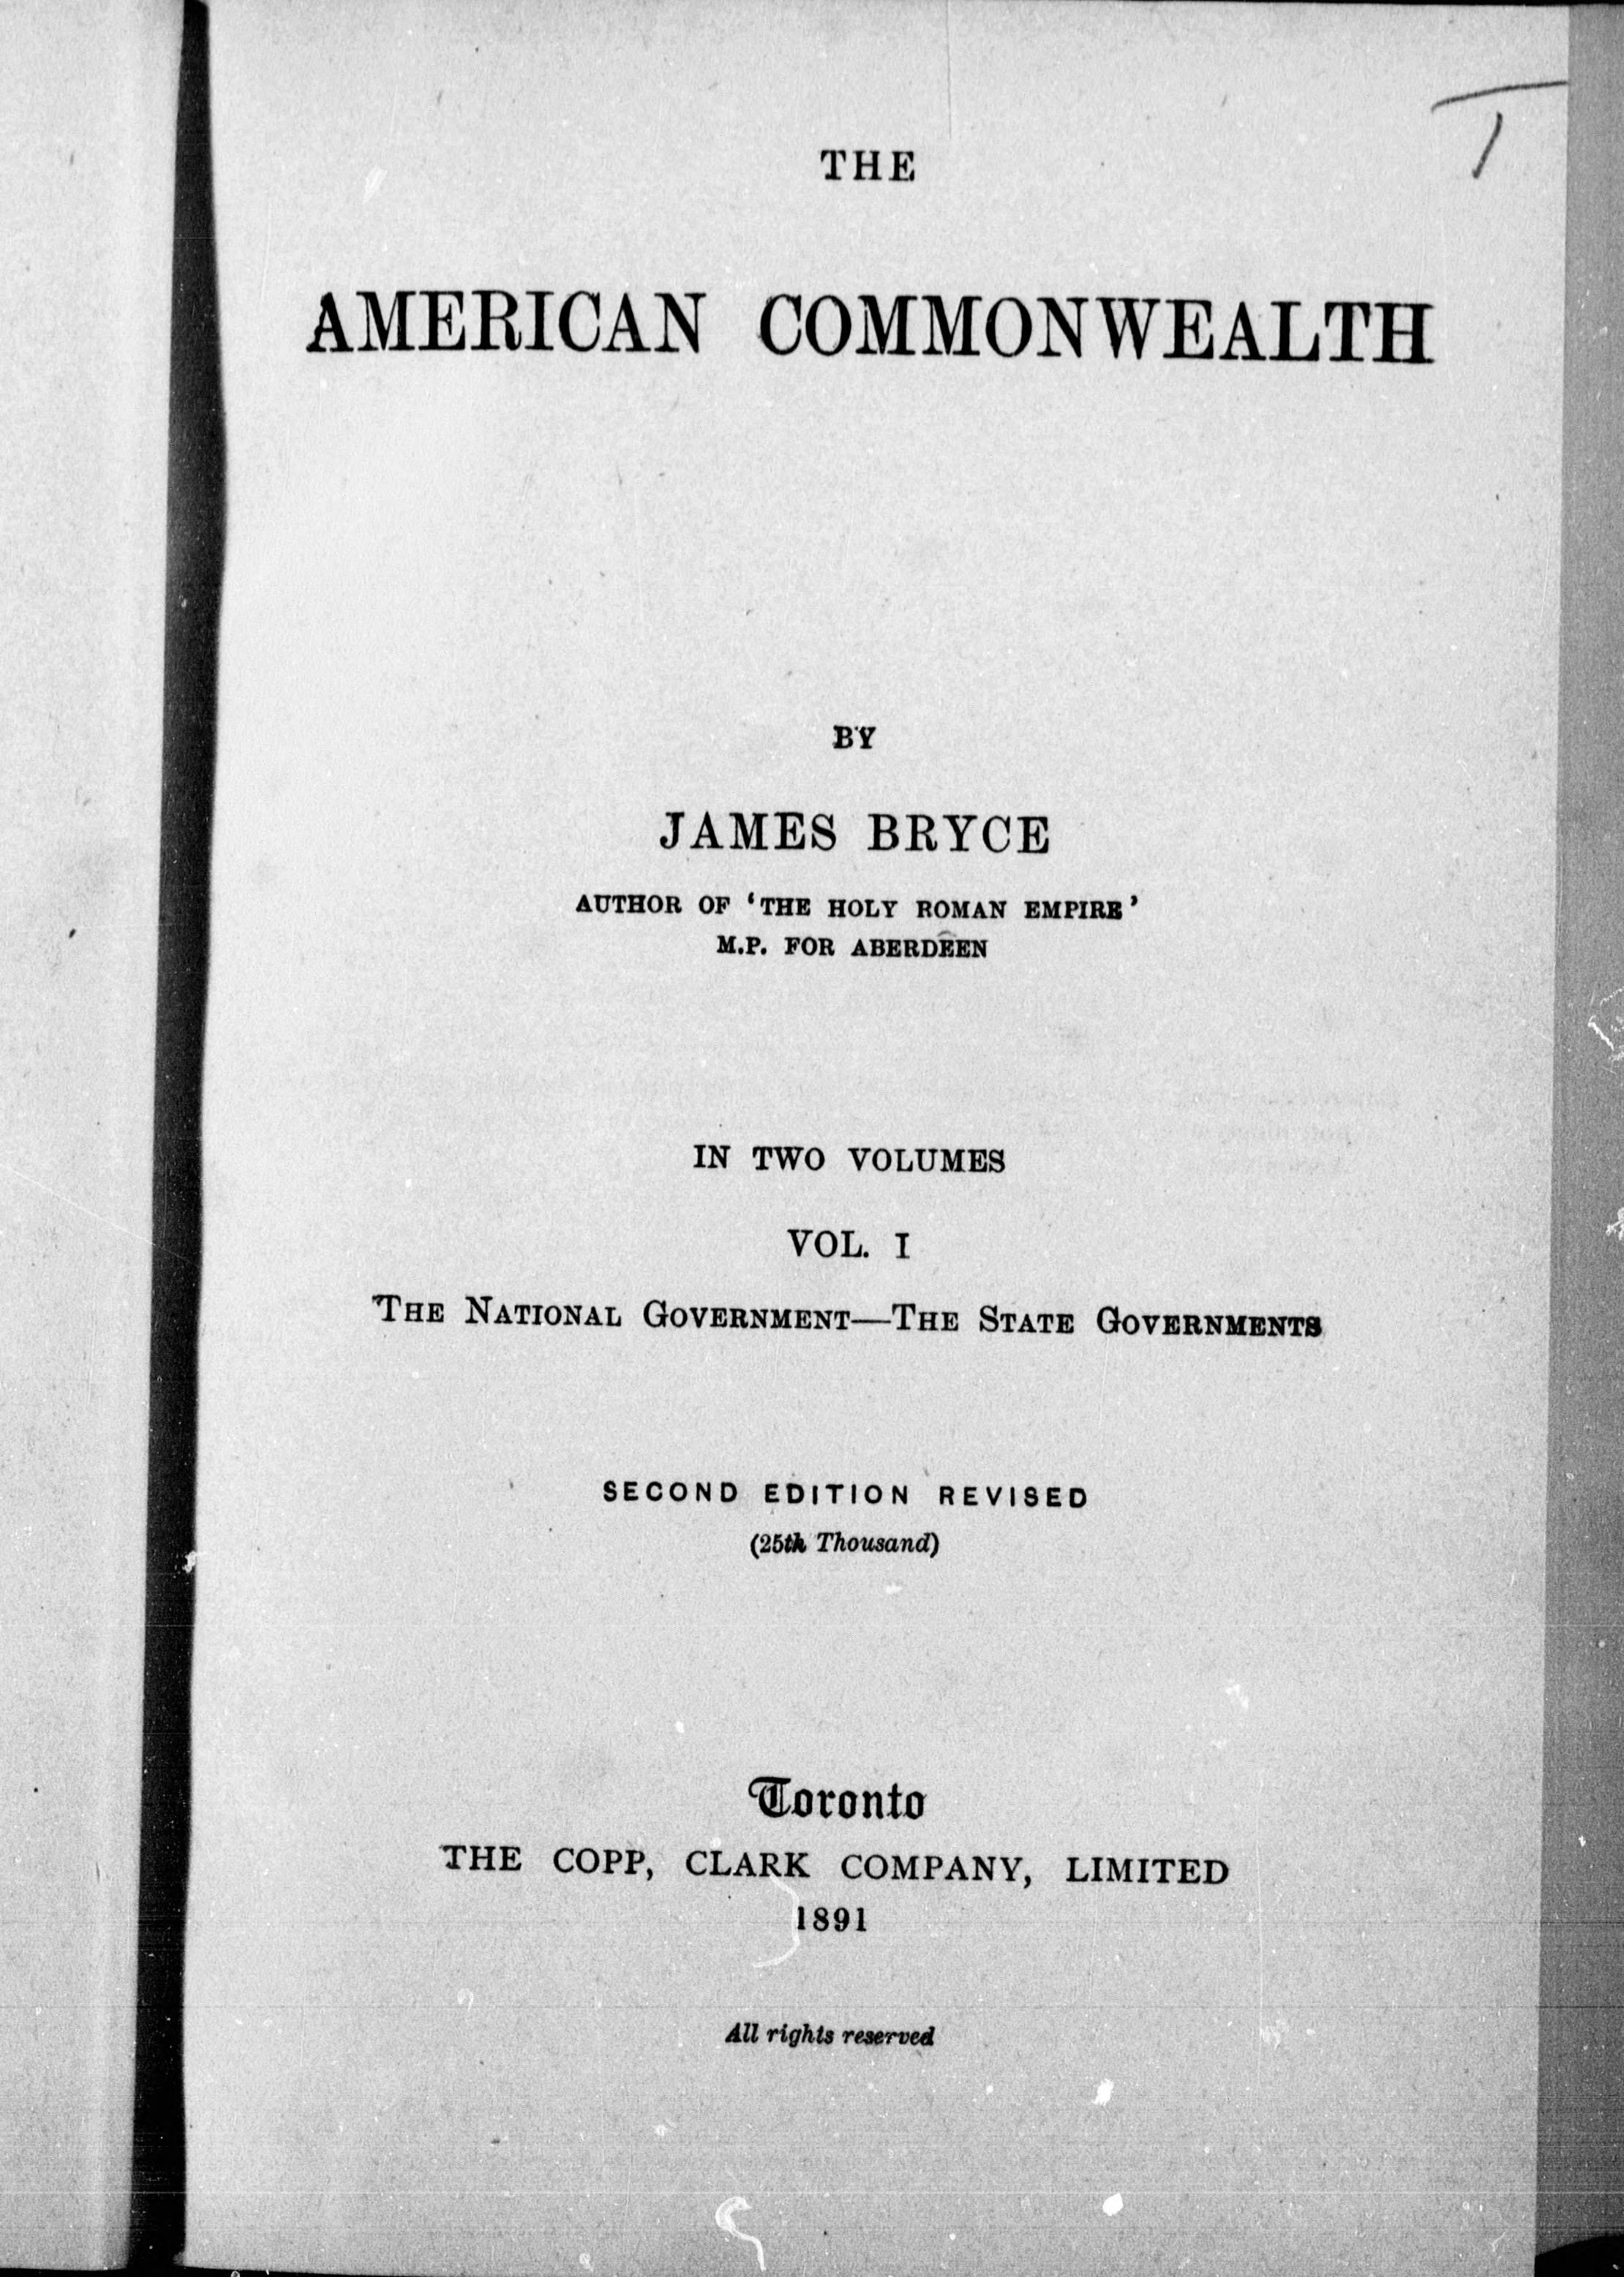 THE
AMERICAN COMMONWEALTH
BY
JAMES BRYCE
AUTHOR OF ‘THE HOLY ROMAN EMPIRE’
M.P. FOR ABERDEEN
IN TWO VOLUMES
VOL. I
THE NATIONAL GOVERNMENT—THE STATE GOVERNMENTS
SECOND EDITION REVISED
(25th Thousand)
Toronto
THE COPP, CLARK COMPANY, LIMITED
1891
All rights reserved